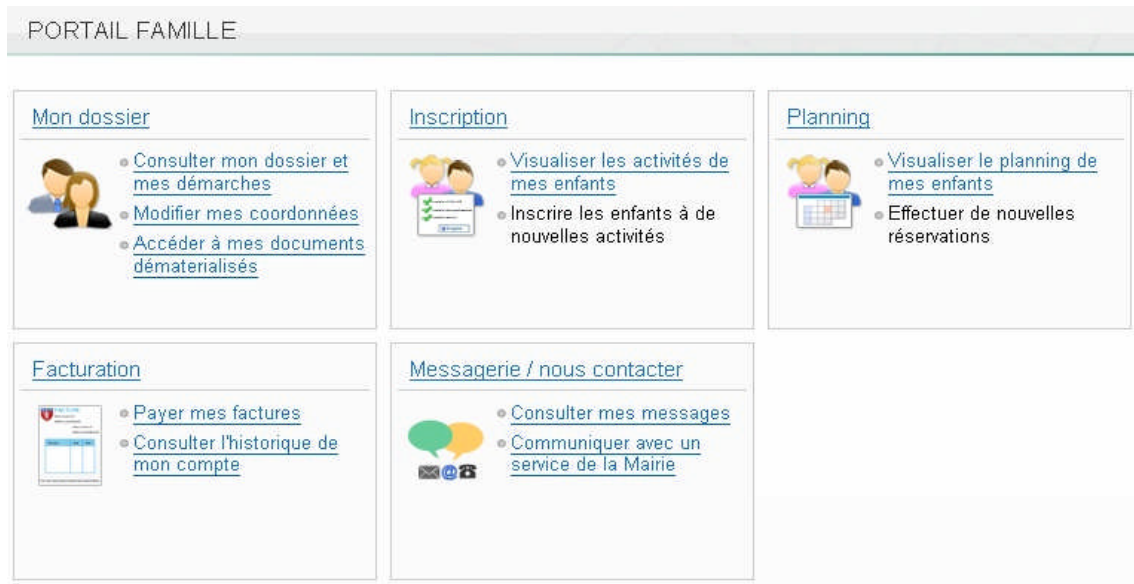 PORTAIL FAMILLE
Mon dossier
Consulter mon dossier et
mes démarches
Modifier mes coordonnées
Accéder à mes documents
dématerialisés
Inscription
Visualiser les activités de
mes enfants
Inscrire les enfants à de
nouvelles activités
Planning
Visualiser le planning de
mes enfants
Effectuer de nouvelles
réservations
Facturation
FACTURE
Payer mes factures
Consulter l'historique de
mon compte
Messagerie / nous contacter
@
Consulter mes messages
Communiquer avec un
service de la Mairie